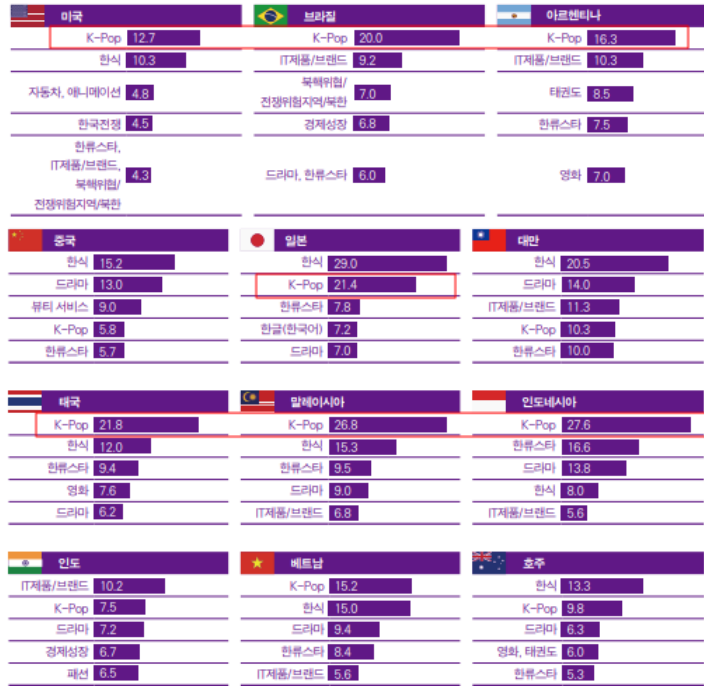 미국
K-Pop 12.7
한식 10.3
자동차, 애니메이션 4.8
한국전쟁 4.5
한류스타,
IT제품/브랜드,
북핵위협/
전쟁위험지역/북한
4.3
브라질
K-Pop 20.0
IT제품/브랜드 9.2
북핵위협/
전쟁위험지역/북한
7.0
경제성장 6.8
드라마, 한류스타 6.0
아르헨티나
K-Pop 16.3
IT제품/브랜드 10.3
태권도 8.5
한류스타 7.5
영화 7.0
중국
한식 15.2
드라마 13.0
뷰티 서비스 9.0
K-Pop 5.8
한류스타 5.7
일본
한식 29.0
K-Pop 21.4
한류스타 7.8
한글(한국어) 7.2
드라마 7.0
대만
한식 20.5
드라마 14.0
IT제품/브랜드 11.3
K-Pop 10.3
한류스타 10.0
태국
K-Pop 21.8
한식 12.0
한류스타 9.4
영화 7.6
드라마 6.2
말레이시아
K-Pop 26.8
한식 15.3
한류스타 9.5
드라마 9.0
IT제품/브랜드 6.8
인도네시아
K-Pop 27.6
한류스타 16.6
드라마 13.8
한식 8.0
IT제품/브랜드 5.6
인도
IT제품/브랜드 10.2
K-Pop 7.5
드라마 7.2
경제성장 6.7
패션 6.5
베트남
K-Pop 15.2
한식 15.0
드라마 9.4
한류스타 8.4
IT제품/브랜드 5.6
호주
한식 13.3
K-Pop 9.8
드라마 6.3
영화, 태권도 6.0
한류스타 5.3